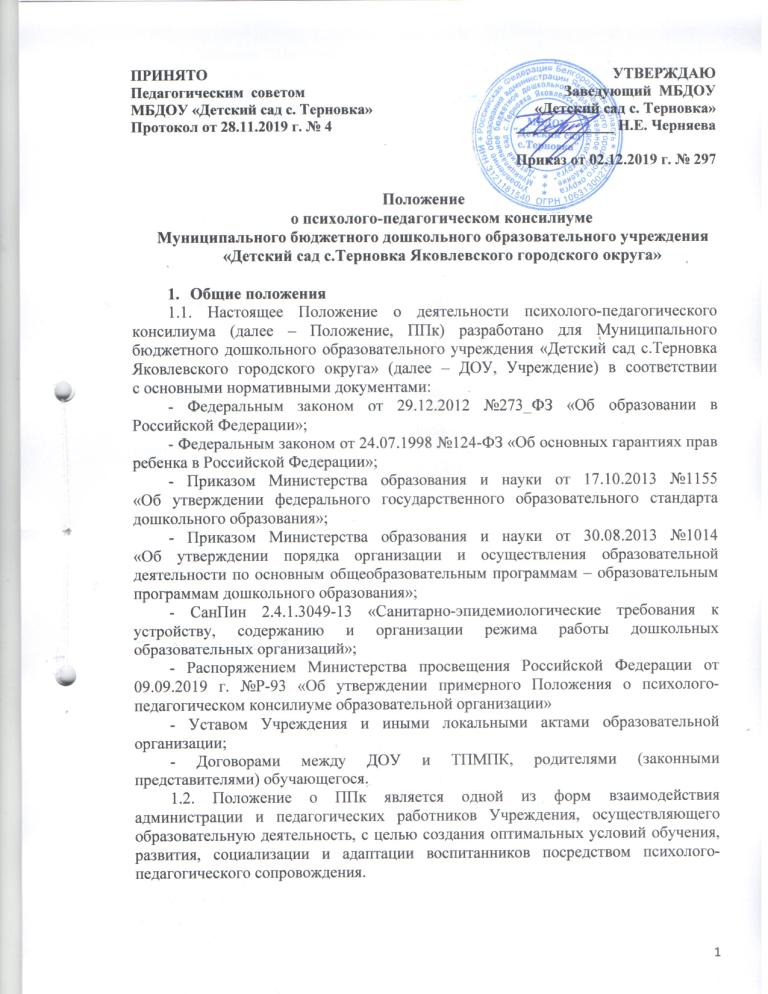 ПРИНЯТО
Педагогическим советом
МБДОУ «Детский сад с. Терновка»
Протокол от 28.11.2019 г. № 4
УТВЕРЖДАЮ
Заведующий МБДОУ
«Детский сад с. Терновка»
Н.Е. Черняева
Приказ от 02.12.2019 г. № 297
Положение
о психолого-педагогическом консилиуме
Муниципального бюджетного дошкольного образовательного учреждения
«Детский сад с.Терновка Яковлевского городского округа»
1. Общие положения
1.1. Настоящее Положение о деятельности психолого-педагогического
консилиума (далее – Положение, ППк) разработано для Муниципального
бюджетного дошкольного образовательного учреждения «Детский сад с.Терновка
Яковлевского городского округа» (далее – ДОУ, Учреждение) в соответствии
с основными нормативными документами:
- Федеральным законом от 29.12.2012 №273_ФЗ «Об образовании в
Российской Федерации»;
- Федеральным законом от 24.07.1998 №124-ФЗ «Об основных гарантиях прав
ребенка в Российской Федерации»;
- Приказом Министерства образования и науки от 17.10.2013 №1155
«Об утверждении федерального государственного образовательного стандарта
дошкольного образования»;
- Приказом Министерства образования и науки от 30.08.2013 №1014
«Об утверждении порядка организации и осуществления образовательной
деятельности по основным общеобразовательным программам – образовательным
программам дошкольного образования»;
- СанПин 2.4.1.3049-13 «Санитарно-эпидемиологические требования к
устройству, содержанию и организации режима работы дошкольных
образовательных организаций»;
- Распоряжением Министерства просвещения Российской Федерации от
09.09.2019 г. №Р-93 «Об утверждении примерного Положения о психолого-
педагогическом консилиуме образовательной организации»
- Уставом Учреждения и иными локальными актами образовательной
организации;
- Договорами между ДОУ и ТПМПК, родителями (законными
представителями) обучающегося.
1.2. Положение о ППк является одной из форм взаимодействия
администрации и педагогических работников Учреждения, осуществляющего
образовательную деятельность, с целью создания оптимальных условий обучения,
развития, социализации и адаптации воспитанников посредством психолого-
педагогического сопровождения.
1